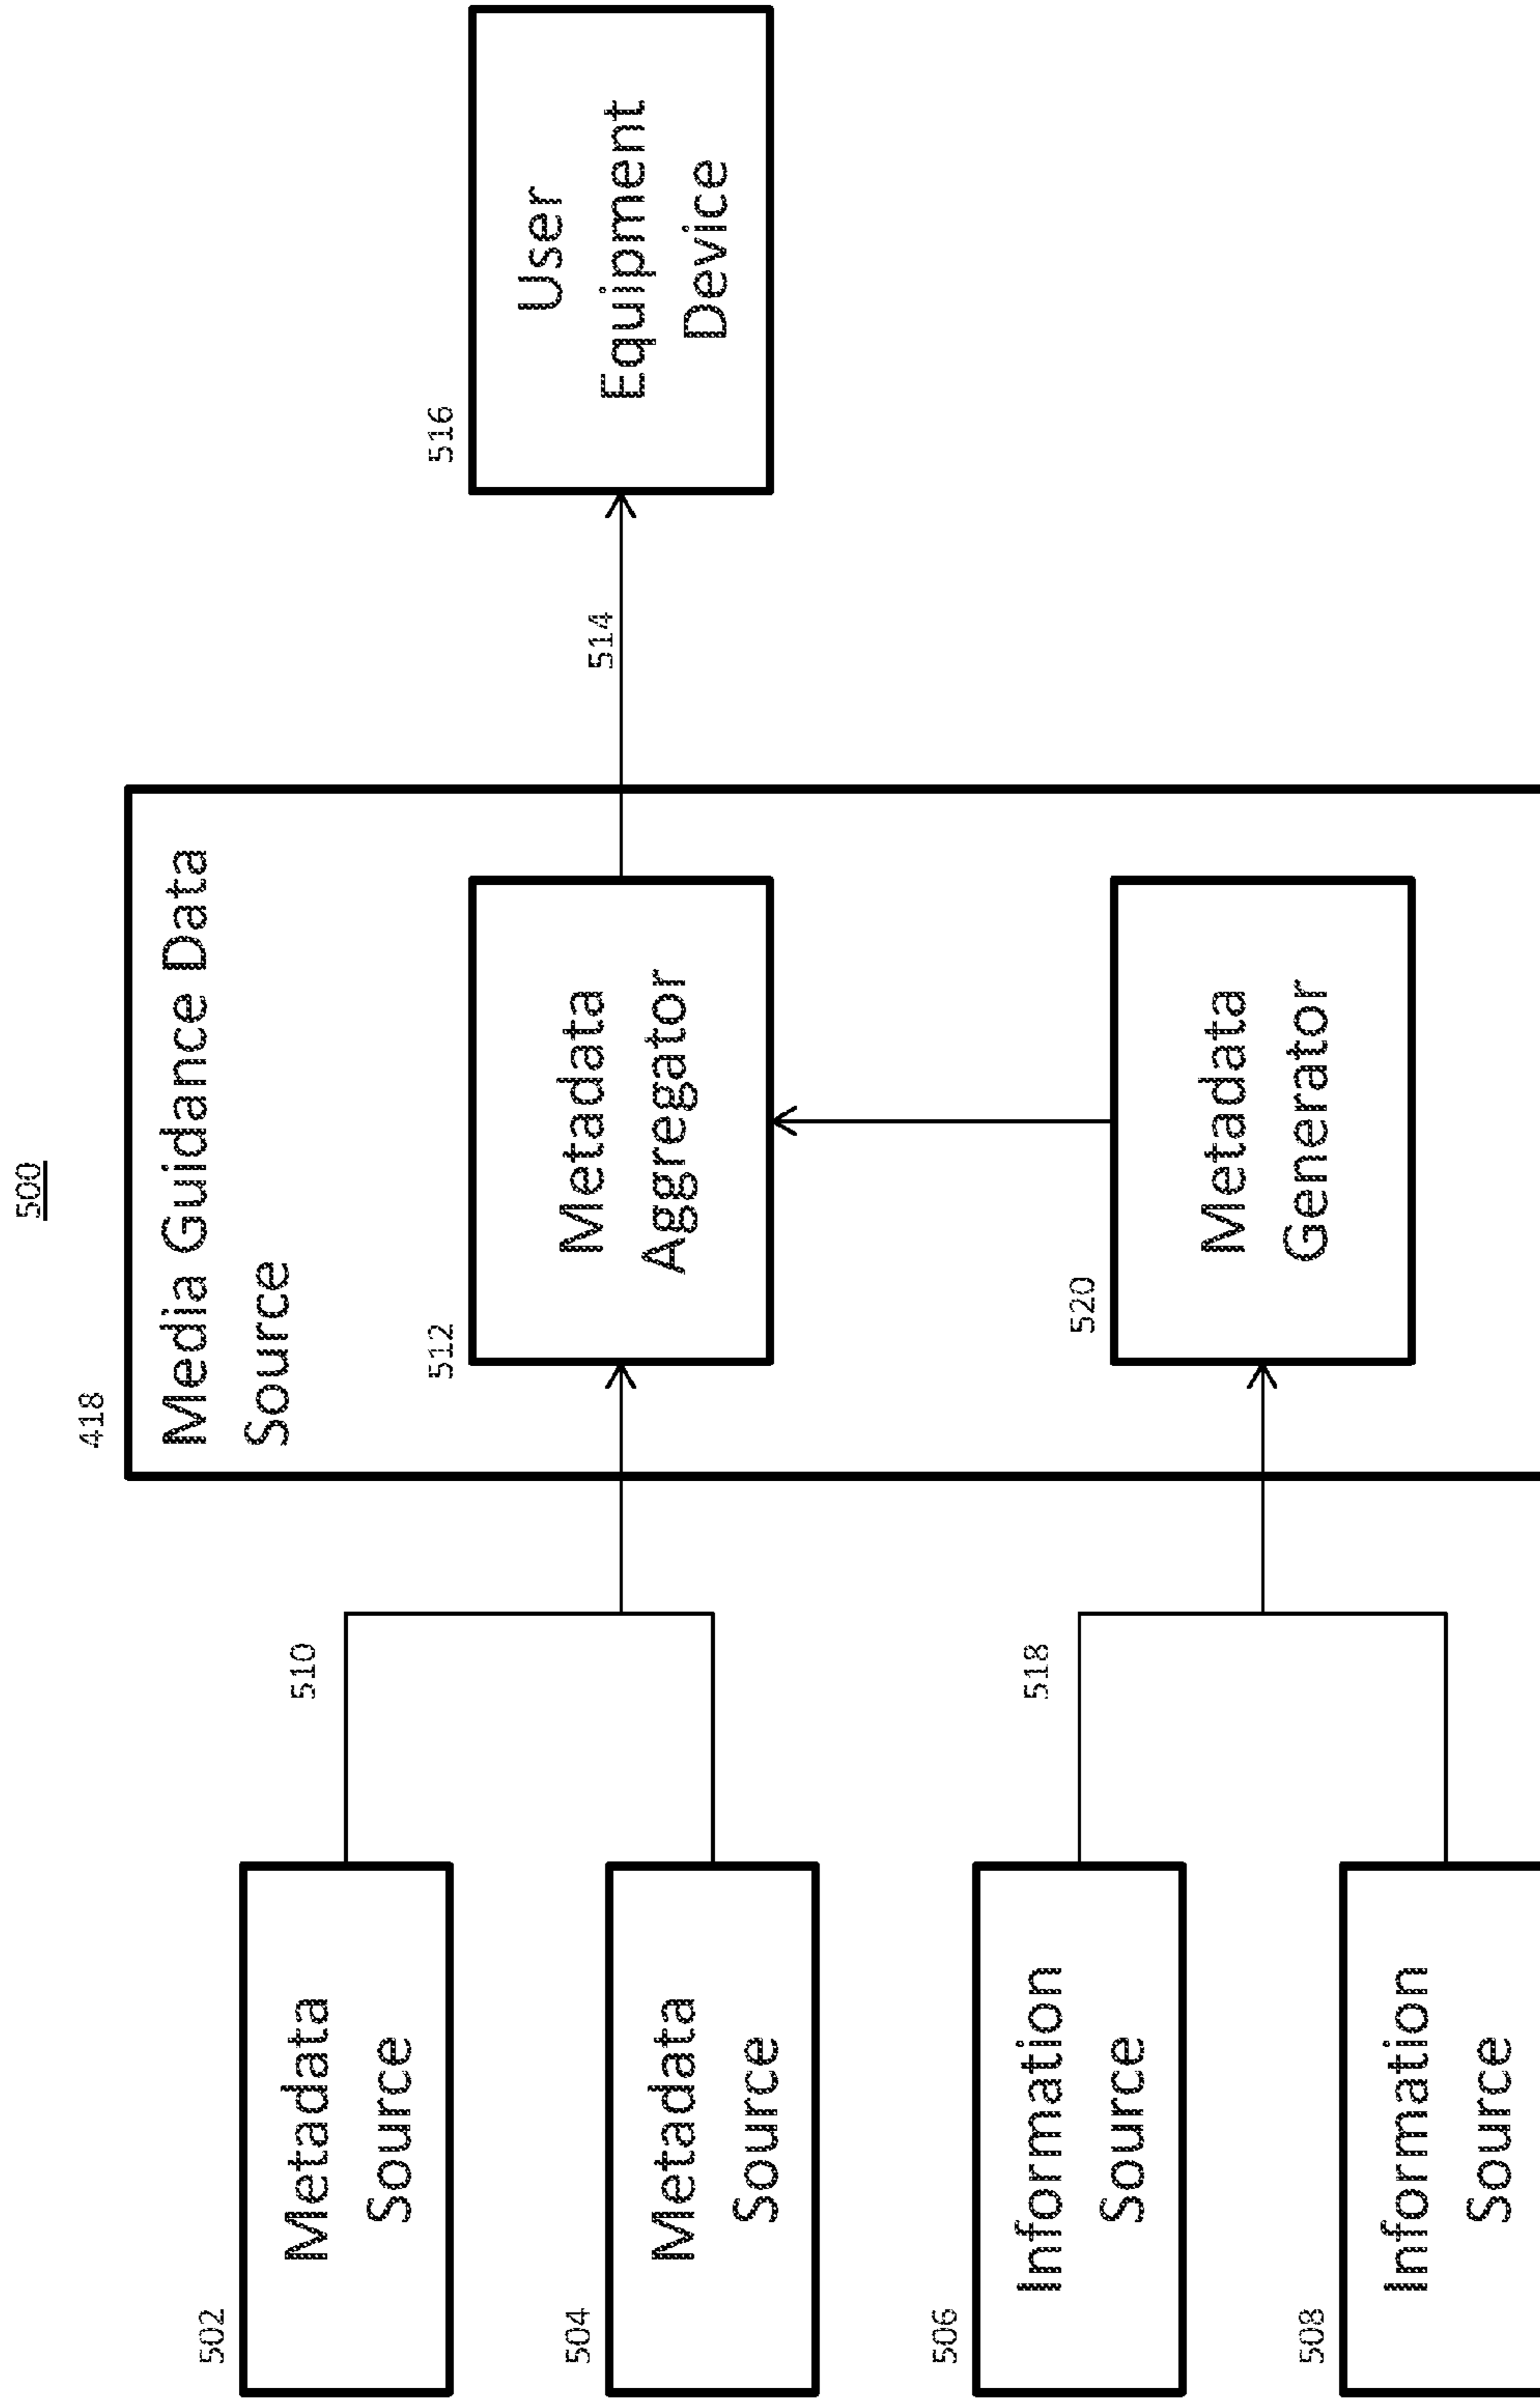 500
418
Media Guidance Data
Source
502
Metadata
Source
510
512
Metadata
Aggregator
514
516
User
Equipment
Device
504
Metadata
Source
506
Information
Source
518
520
Metadata
Generator
508
Information
Source